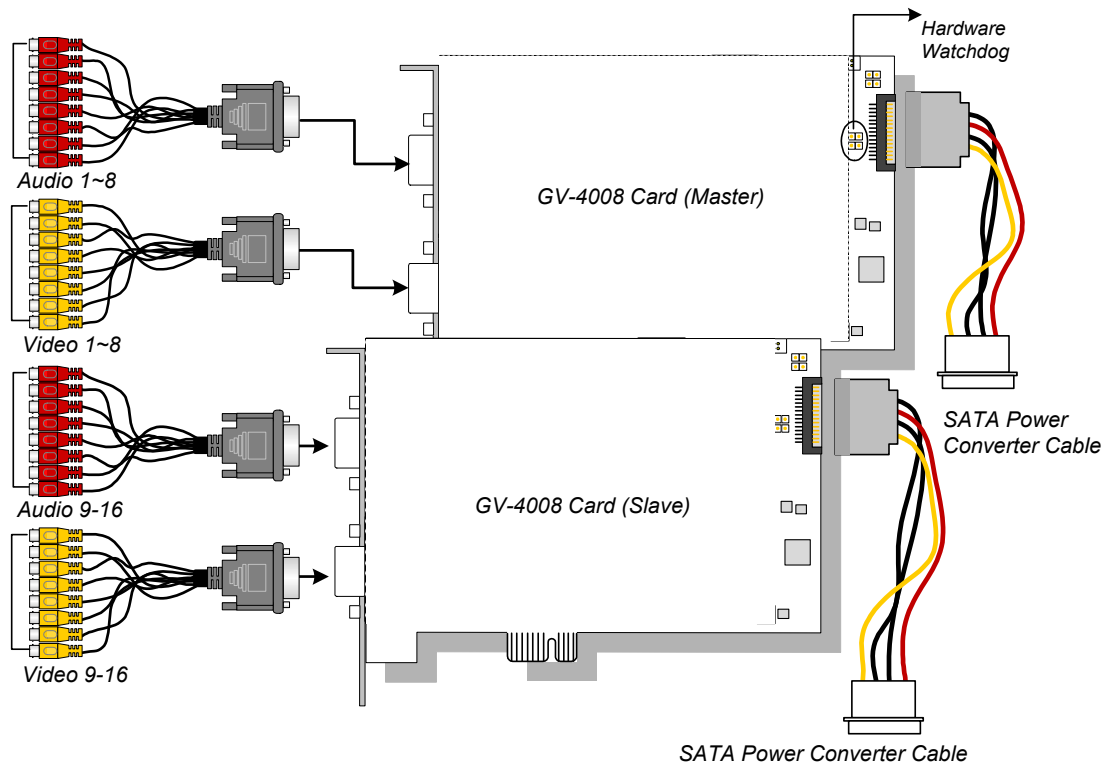 Hardware
Watchdog
Audio 1~8
GV-4008 Card (Master)
Video 1~8
SATA Power
Converter Cable
Audio 9-16
GV-4008 Card (Slave)
Video 9-16
SATA Power Converter Cable